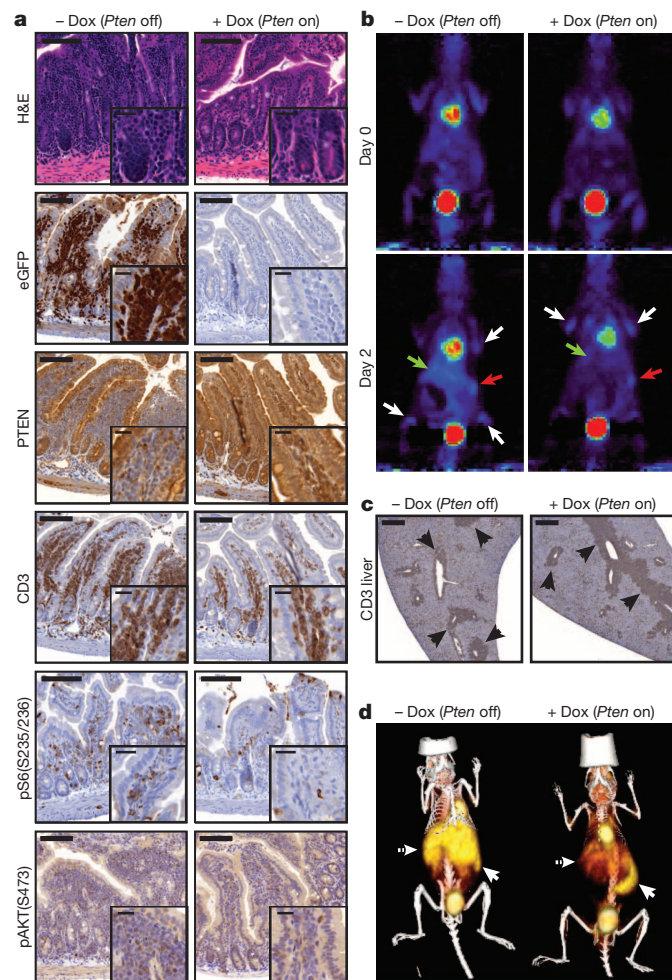 a
– Dox (Pten off)
+ Dox (Pten on)
H&E
eGFP
PTEN
CD3
pS6(S235/236)
pAKT(S473)
b
– Dox (Pten off)
+ Dox (Pten on)
Day 0
Day 2
c
– Dox (Pten off)
+ Dox (Pten on)
CD3 liver
d
– Dox (Pten off)
+ Dox (Pten on)